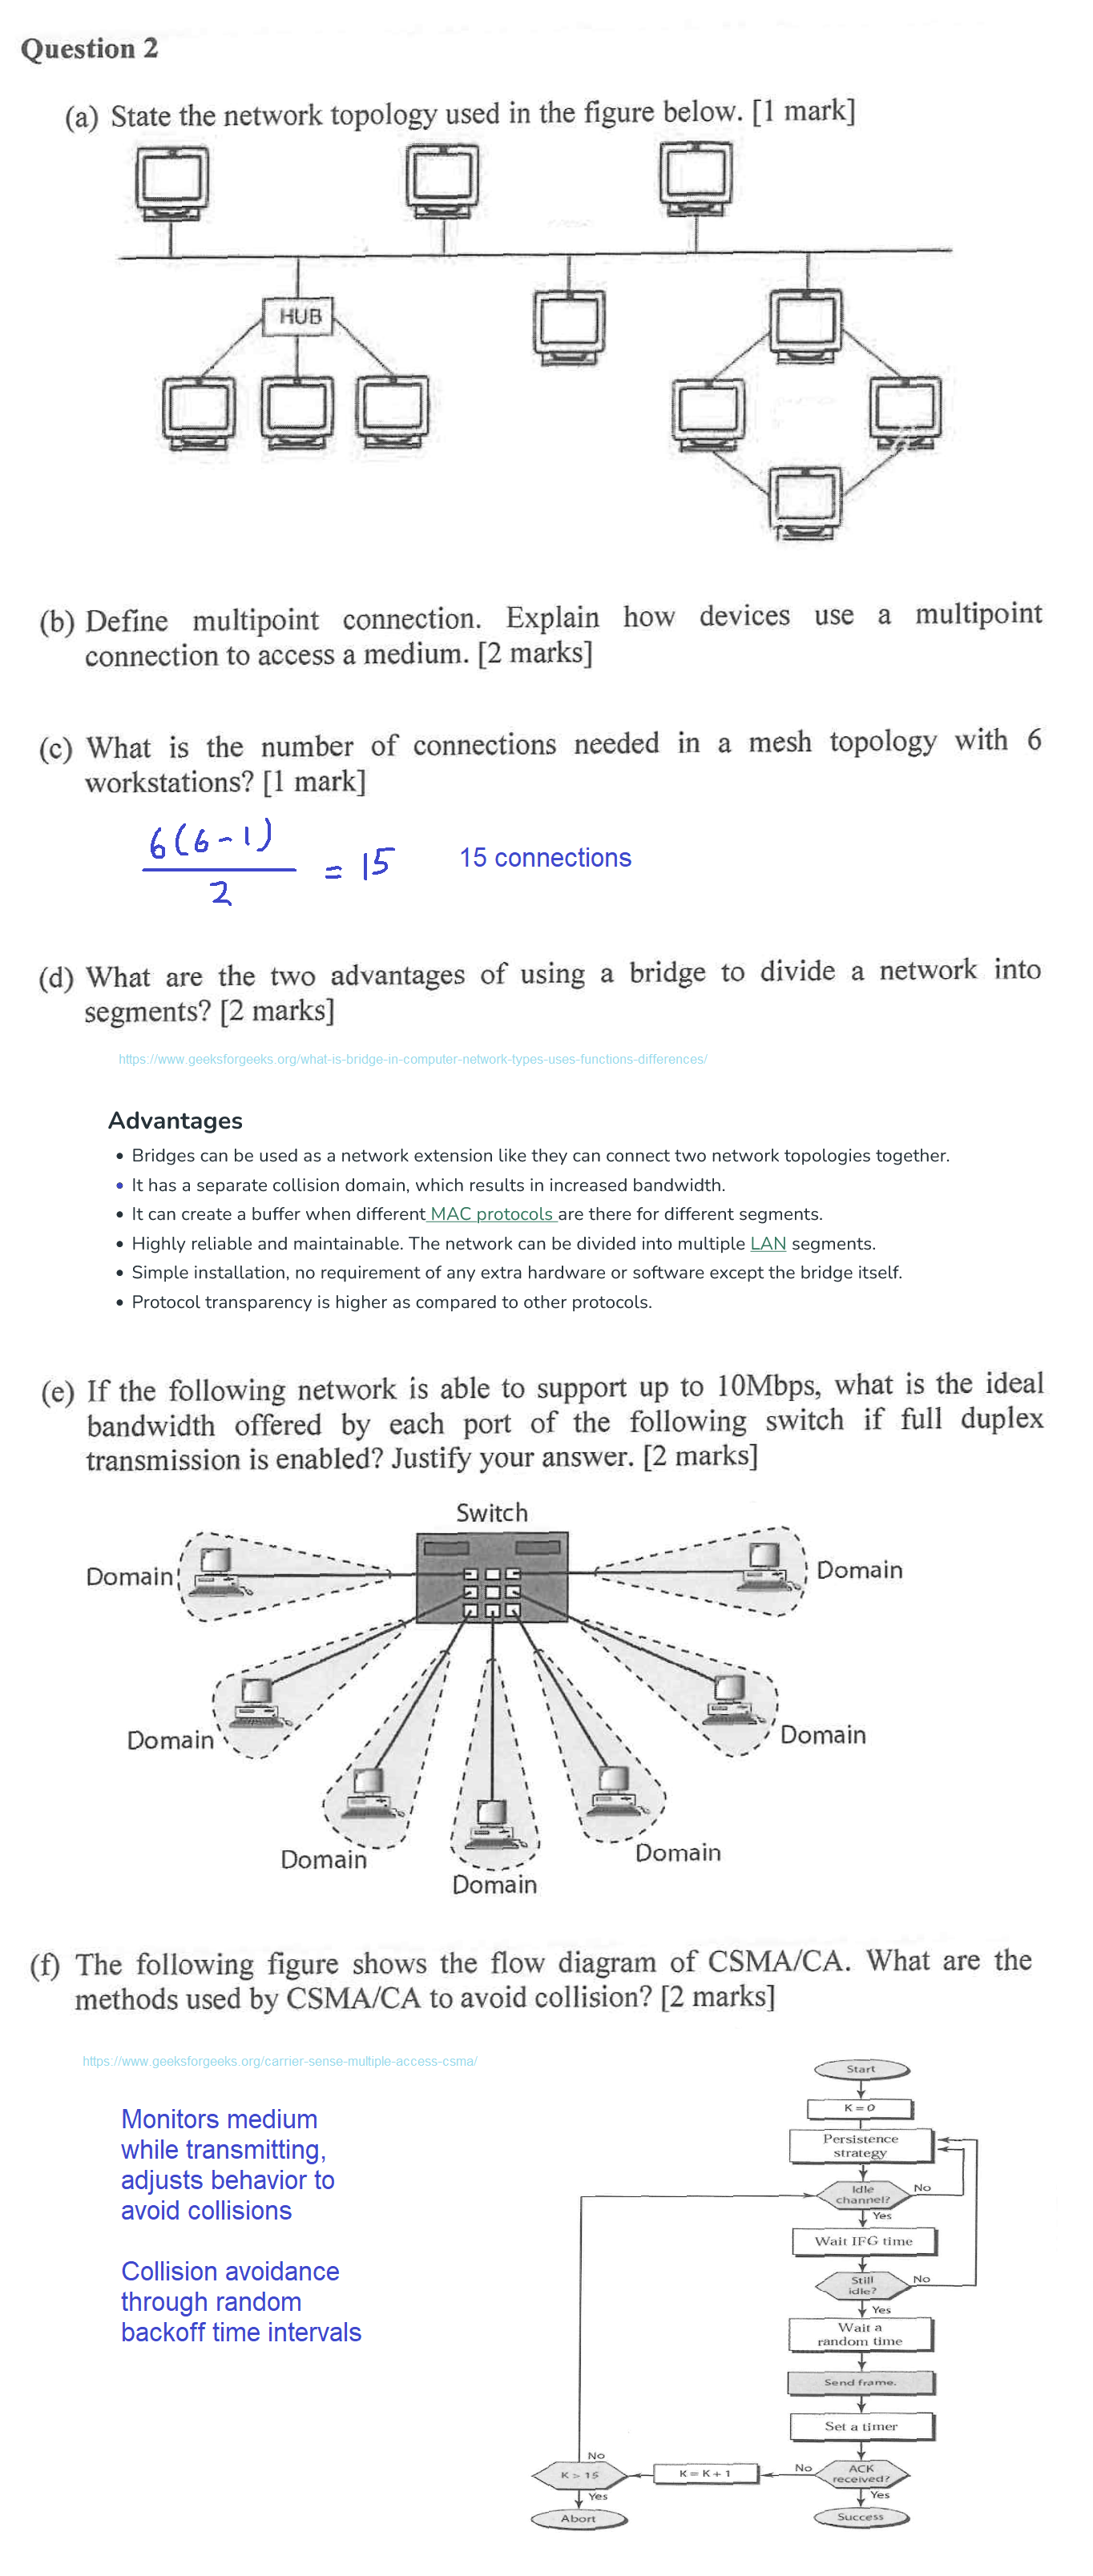 Question 2
(a) State the network topology used in the figure below. [1 mark]
HUB
(b) Define multipoint connection. Explain how devices use a multipoint
connection to access a medium. [2 marks]
(c) What is the number of connections needed in a mesh topology with 6
workstations? [1 mark]
6(6-1)
2
= 15
15 connections
(d) What are the two advantages of using a bridge to divide a network into
segments? [2 marks]
https://www.geeksforgeeks.org/what-is-bridge-in-computer-network-types-uses-functions-differences/
Advantages
• Bridges can be used as a network extension like they can connect two network topologies together.
• It has a separate collision domain, which results in increased bandwidth.
• It can create a buffer when different MAC protocols are there for different segments.
• Highly reliable and maintainable. The network can be divided into multiple LAN segments.
• Simple installation, no requirement of any extra hardware or software except the bridge itself.
• Protocol transparency is higher as compared to other protocols.
(e) If the following network is able to support up to 10Mbps, what is the ideal
bandwidth offered by each port of the following switch if full duplex
transmission is enabled? Justify your answer. [2 marks]
Switch
Domain
Domain
Domain
Domain
Domain
Domain
Domain
(f) The following figure shows the flow diagram of CSMA/CA. What are the
methods used by CSMA/CA to avoid collision? [2 marks]
https://www.geeksforgeeks.org/carrier-sense-multiple-access-csma/
Monitors medium
while transmitting,
adjusts behavior to
avoid collisions
Collision avoidance
through random
backoff time intervals
Start
K = 0
Persistence
strategy
Idle
channel?
No
Yes
Wait IFG time
Still
idle?
No
Yes
Wait a
random time
Send frame.
Set a timer
ACK
received?
No
K = K + 1
K > 15
No
Yes
Abort
Yes
Success